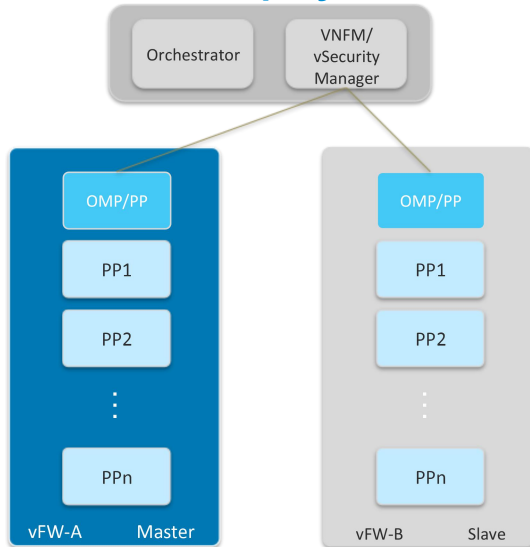 Orchestrator
VNFM/
vSecurity
Manager
OMP/PP
PP1
PP2
PPn
vFW-A Master
OMP/PP
PP1
PP2
PPn
vFW-B Slave